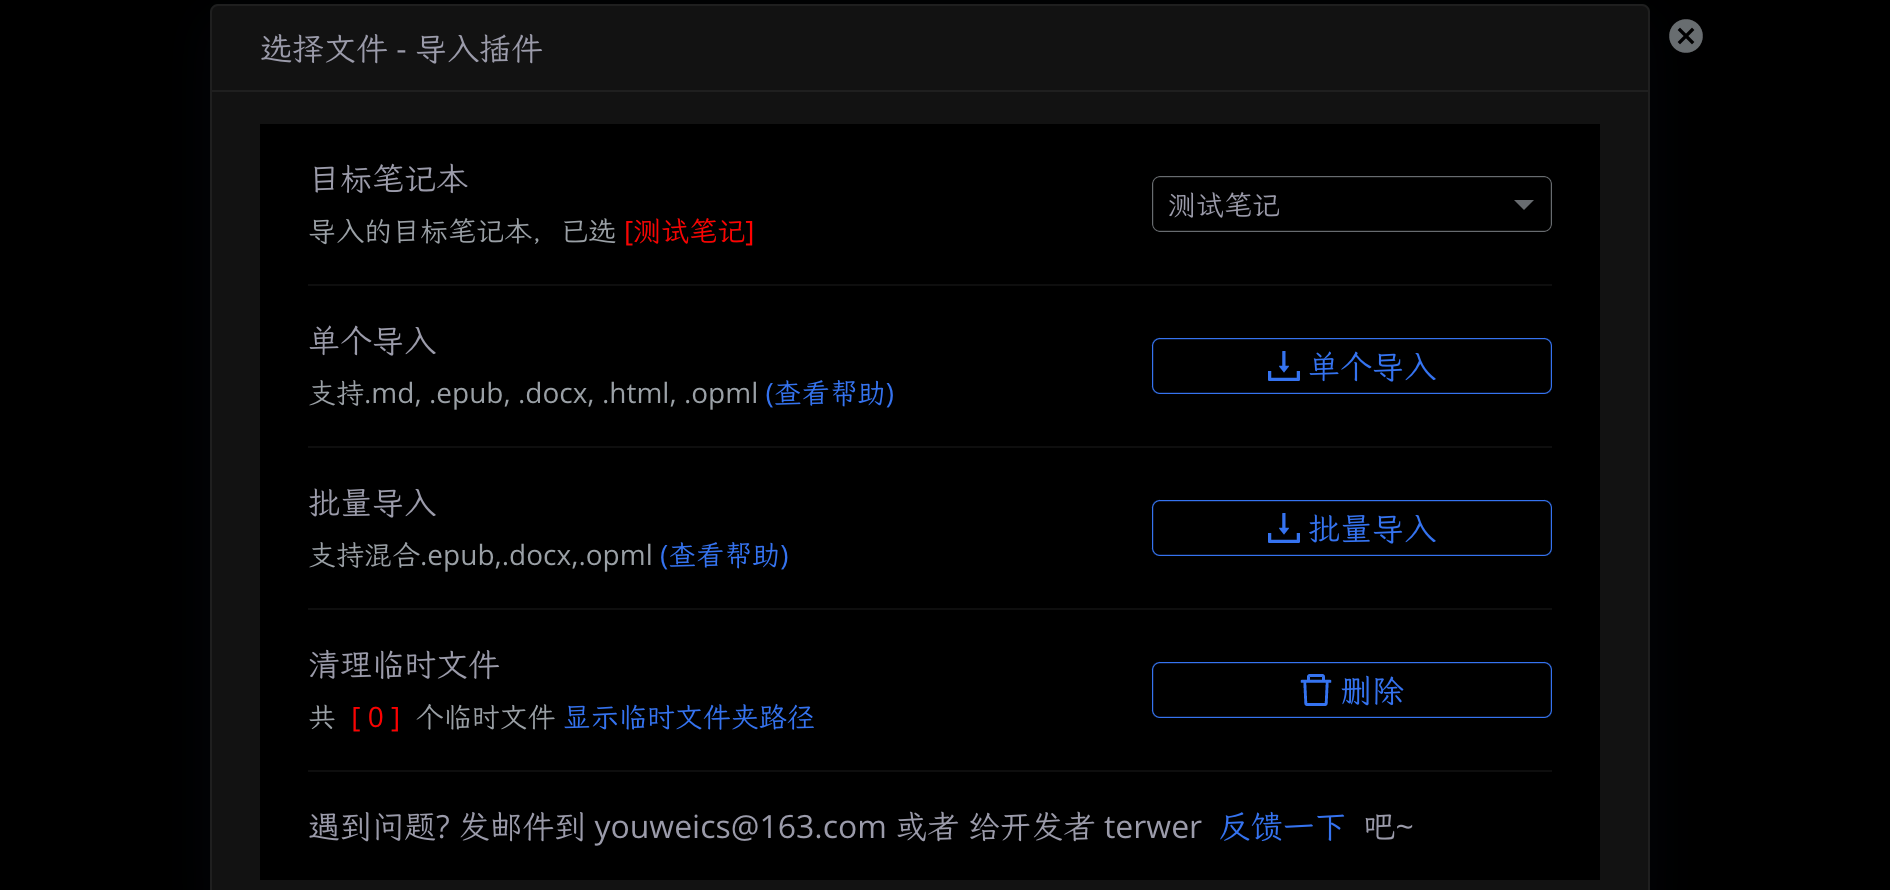 选择文件 - 导入插件
目标笔记本
导入的目标笔记本，已选 [测试笔记]
测试笔记
单个导入
支持.md, .epub, .docx, .html, .opml (查看帮助)
单个导入
批量导入
支持混合.epub,.docx,.opml (查看帮助)
批量导入
清理临时文件
共 [ 0 ] 个临时文件 显示临时文件夹路径
删除
遇到问题? 发邮件到 youweics@163.com 或者 给开发者 terwer 反馈一下 吧~